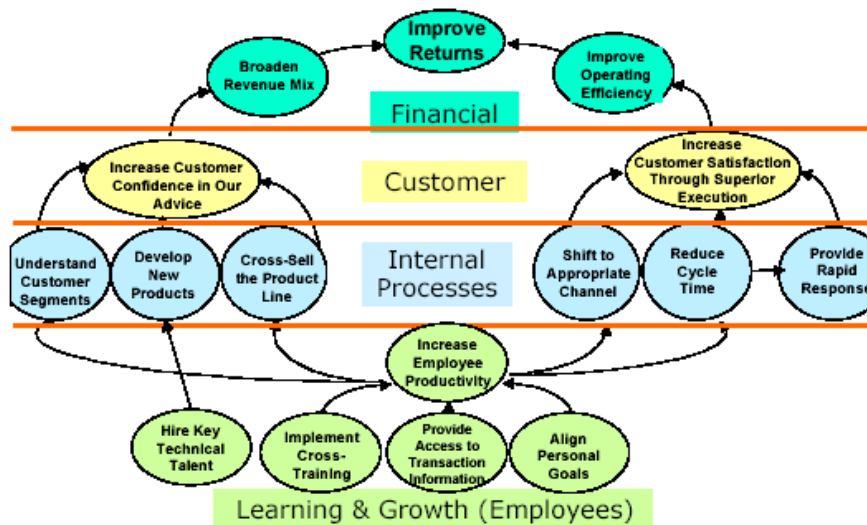 Improve
Returns
Broaden
Revenue Mix
Improve
Operating
Efficiency
Financial
Increase Customer
Confidence in Our
Advice
Customer
Increase
Customer Satisfaction
Through Superior
Execution
Understand
Customer
Segments
Develop
New
Products
Cross-Sell
the Product
Line
Internal
Processes
Shift to
Appropriate
Channel
Reduce
Cycle
Time
Provide
Rapid
Response
Increase
Employee
Productivity
Hire Key
Technical
Talent
Implement
Cross-
Training
Provide
Access to
Transaction
Information
Align
Personal
Goals
Learning & Growth (Employees)